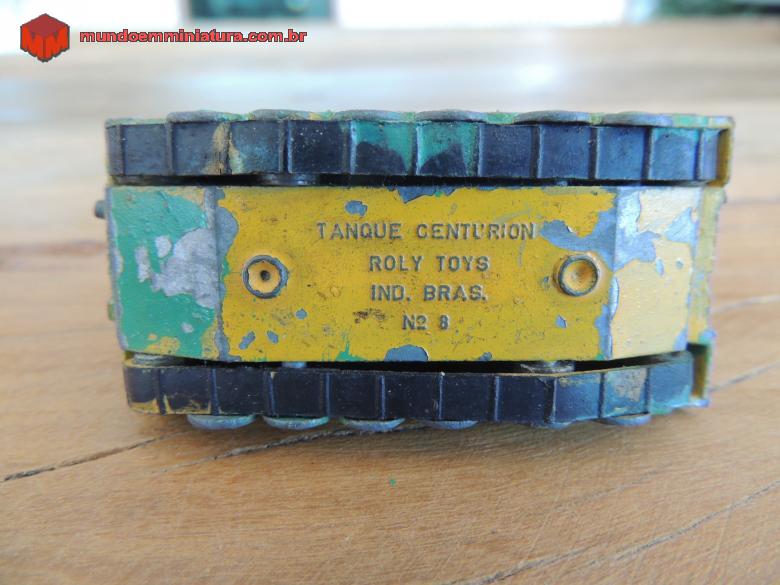 mundoemminiatura.com.br
TANQUE CENTURION
ROLY TOYS
IND. BRAS.
Nº 8